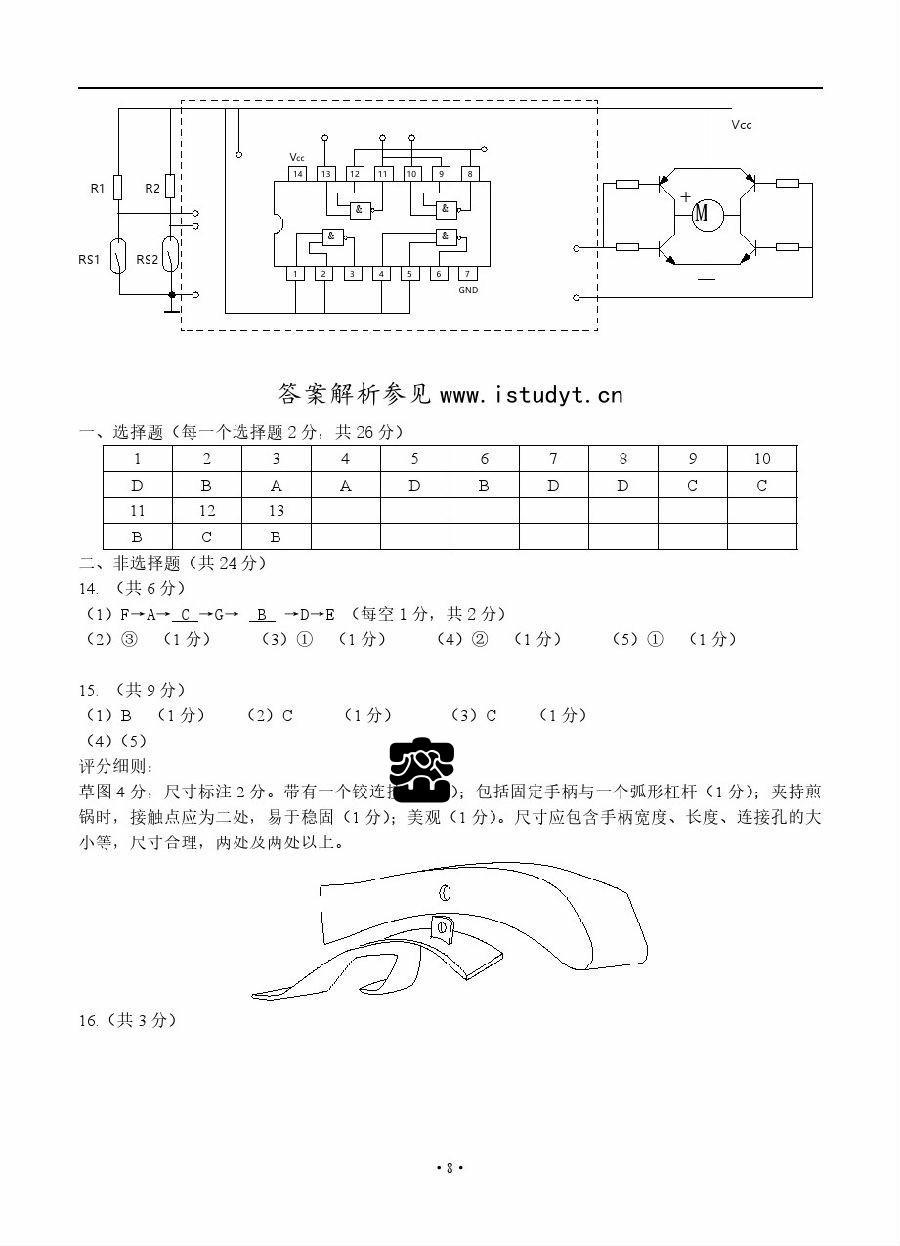 Vcc
Vcc
14 13 12 11 10 9 8
R1 R2
+
M
& &
& &
RS1 RS2
1 2 3 4 5 6 7
GND
—
答案解析参见 www.istudyt.cn
一、选择题（每一个选择题2分，共26分）
1 2 3 4 5 6 7 8 9 10
D B A A D B D D C C
11 12 13
B C B
二、非选择题（共24分）
14. （共6分）
（1）F→A→ C →G→ B →D→E （每空1分，共2分）
（2）③ （1分） （3）① （1分） （4）② （1分） （5）① （1分）
15. （共9分）
（1）B （1分） （2）C （1分） （3）C （1分）
（4）（5）
评分细则：
草图4分，尺寸标注2分。带有一个铰连接）；包括固定手柄与一个弧形杠杆（1分）；夹持煎
锅时，接触点应为二处，易于稳固（1分）；美观（1分）。尺寸应包含手柄宽度、长度、连接孔的大
小等，尺寸合理，两处及两处以上。
16.（共3分）
·8·